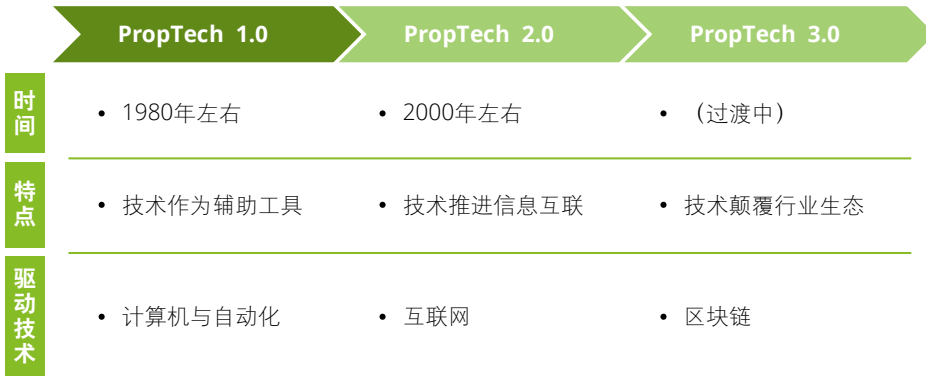 PropTech 1.0
PropTech 2.0
PropTech 3.0
时间
• 1980年左右
• 2000年左右
• （过渡中）
特点
• 技术作为辅助工具
• 技术推进信息互联
• 技术颠覆行业生态
驱动技术
• 计算机与自动化
• 互联网
• 区块链